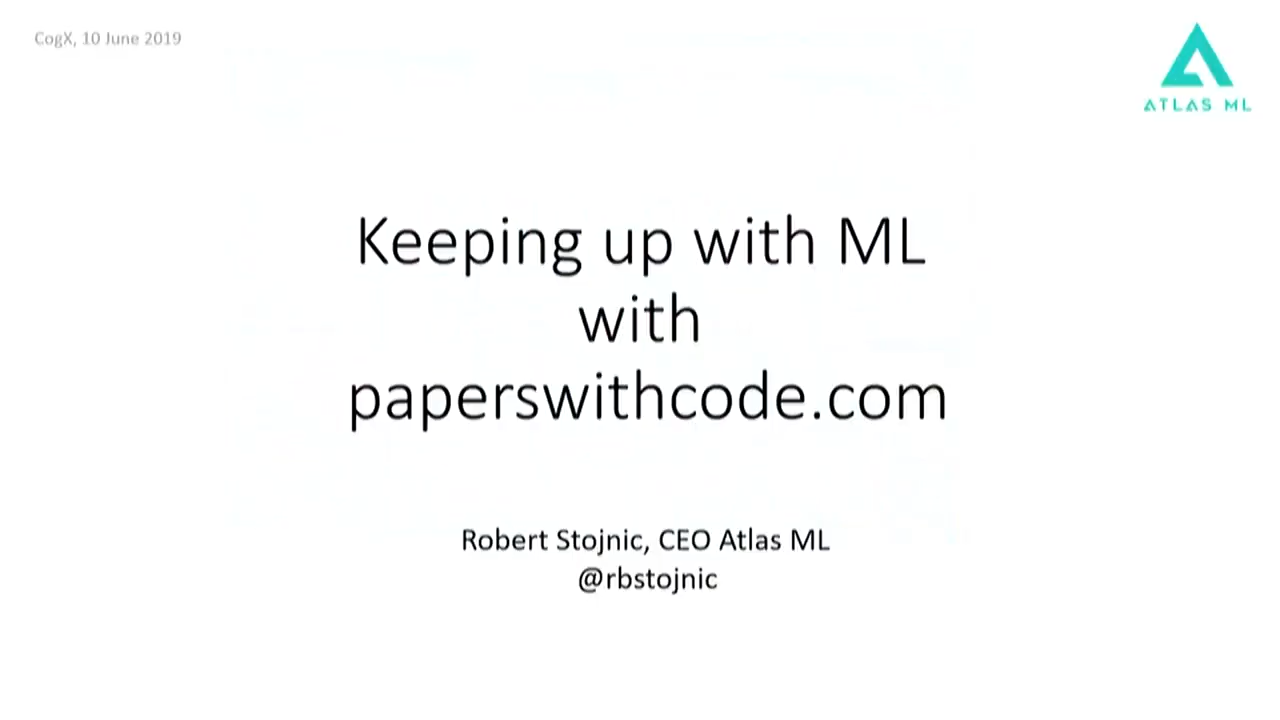 CogX, 10 June 2019
ATLAS ML
Keeping up with ML
with
paperswithcode.com
Robert Stojnic, CEO Atlas ML
@rbstojnic